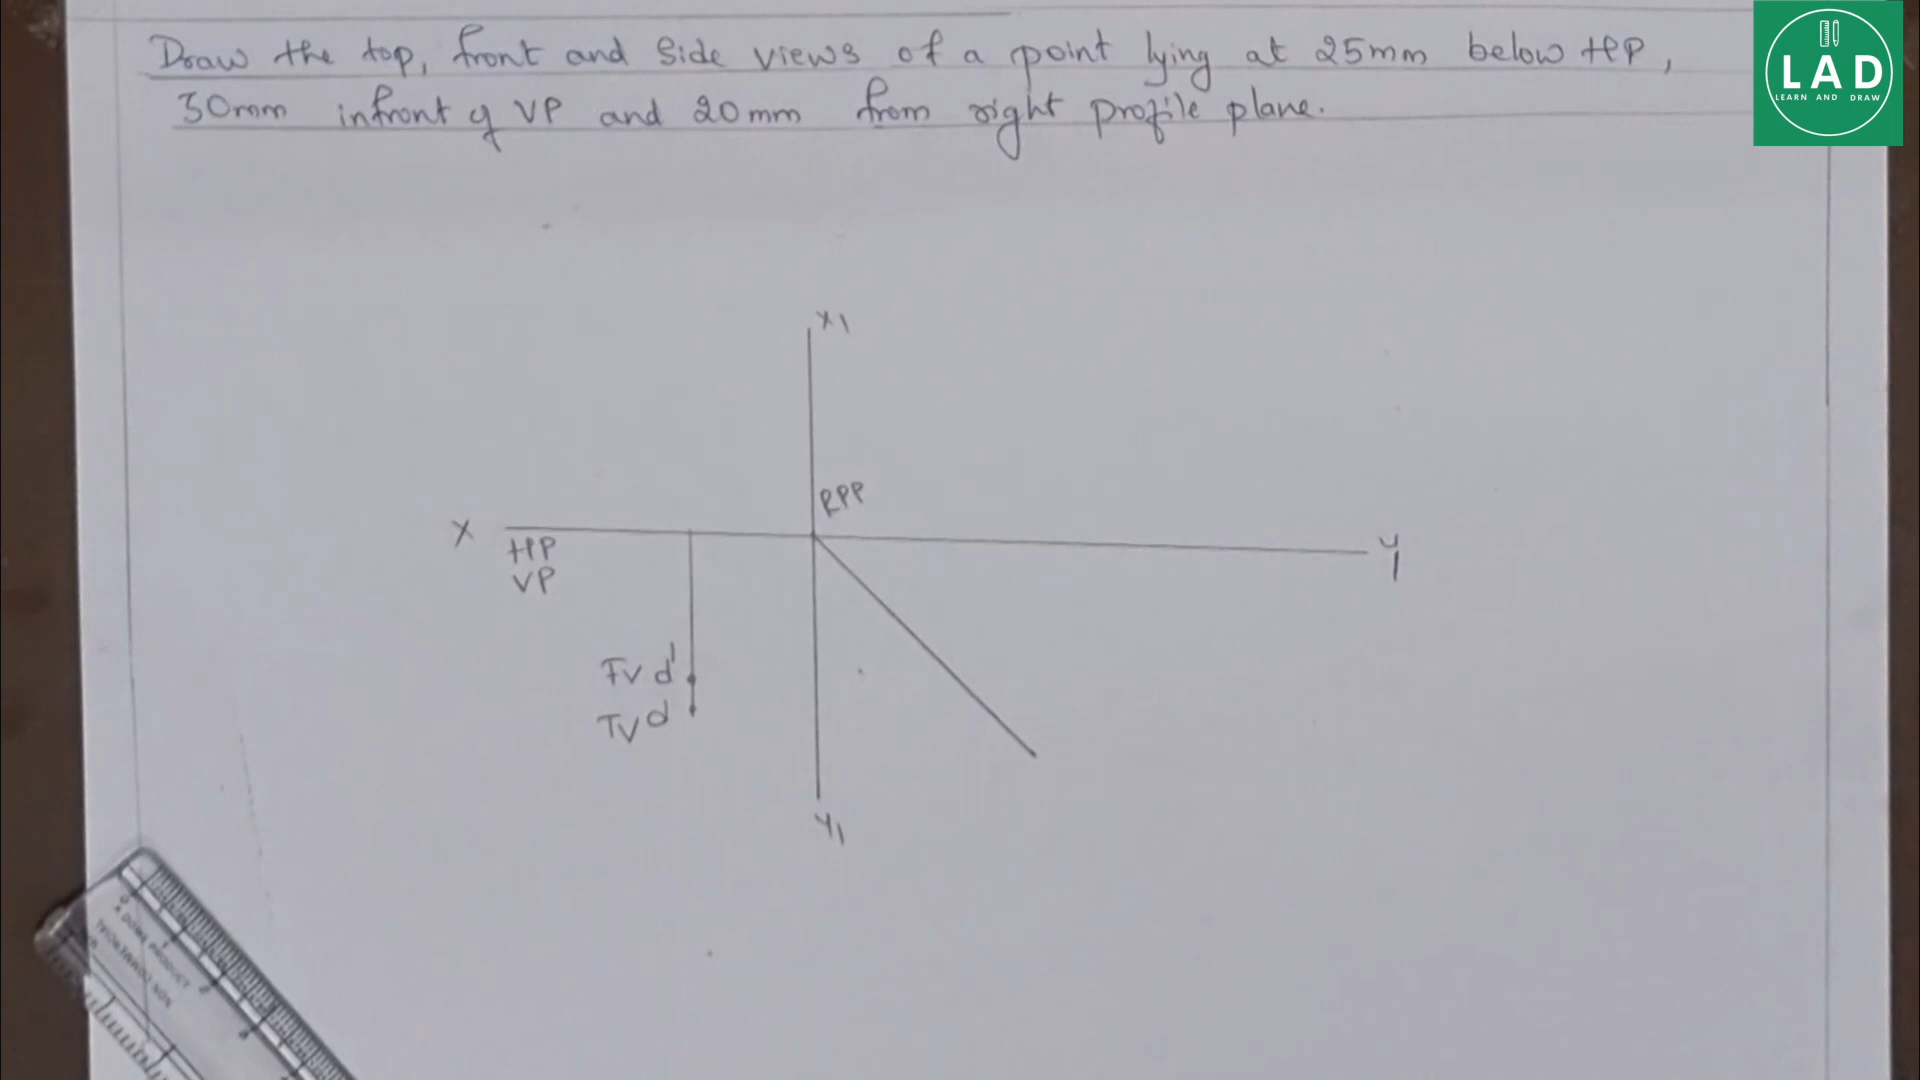 Draw the top, front and side views of a point lying at 25mm below HP,
30mm infront of VP and 20mm from right profile plane.
LAD
LEARN AND DRAW
X1
RPP
X
HP
VP
Y
FV d'
TV d
Y1